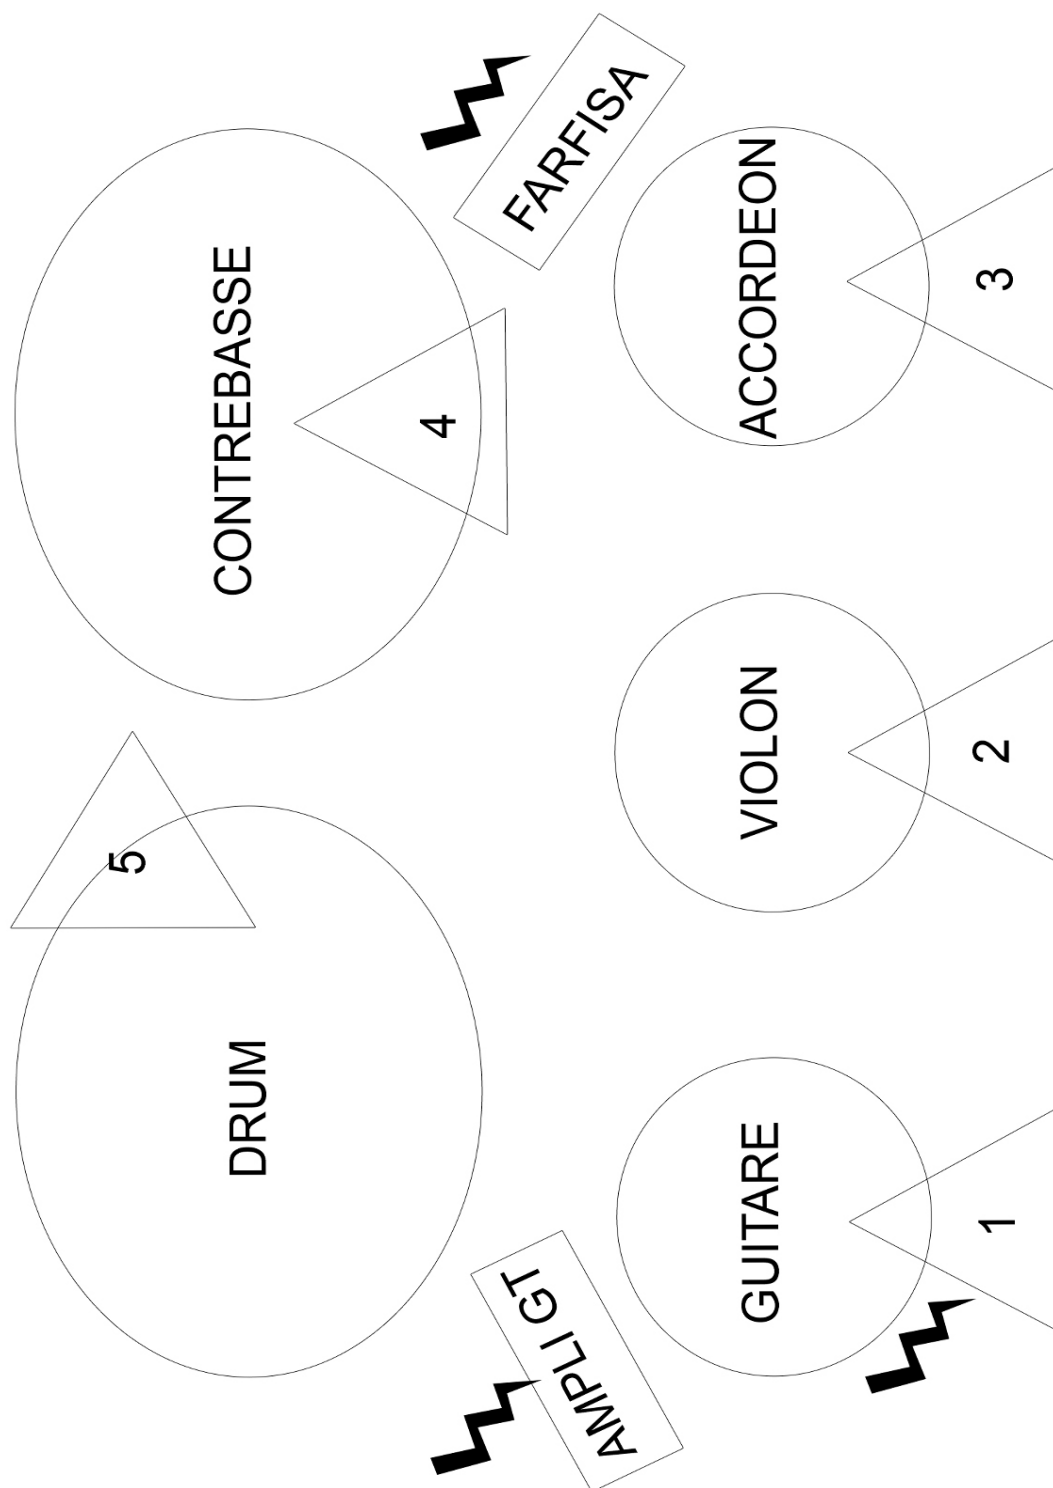 DRUM
5
CONTREBASSE
4
AMPLI GT
FARFISA
GUITARE
VIOLON
ACCORDEON
1
2
3